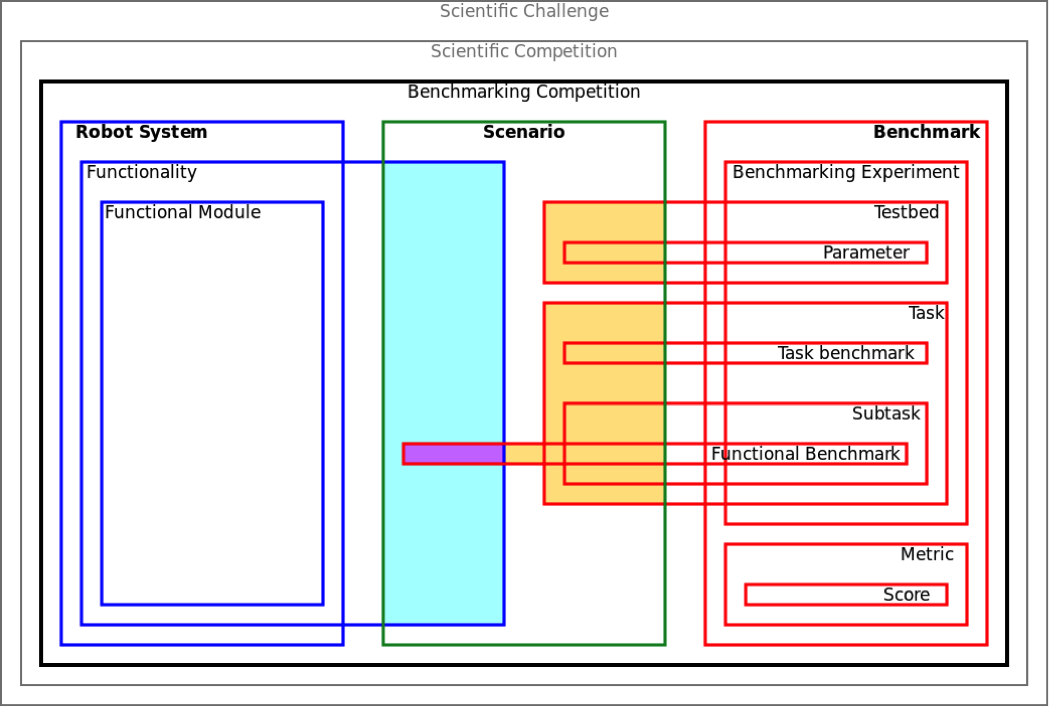 Scientific Challenge
Scientific Competition
Benchmarking Competition
Robot System
Scenario
Benchmark
Functionality
Benchmarking Experiment
Functional Module
Testbed
Parameter
Task
Task benchmark
Subtask
Functional Benchmark
Metric
Score